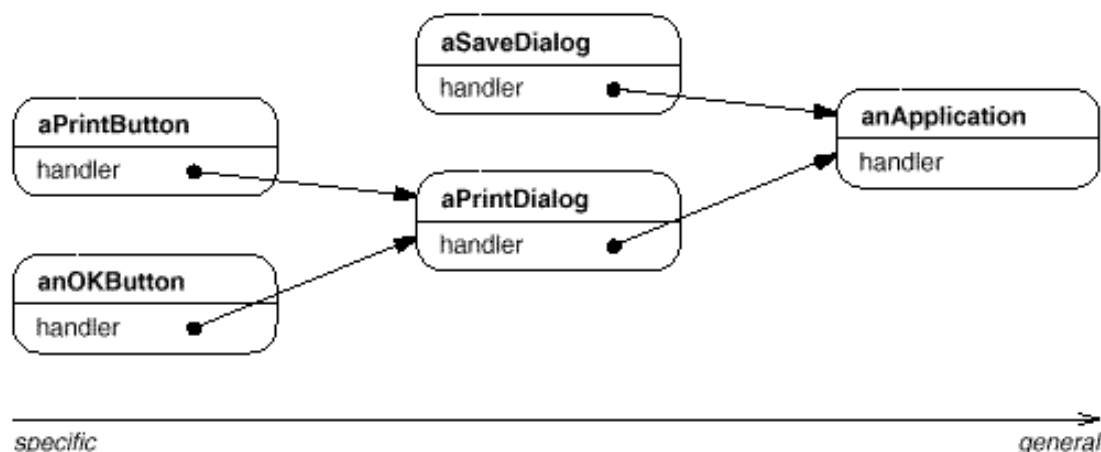 aSaveDialog
handler
aPrintButton
handler
anApplication
handler
aPrintDialog
handler
anOKButton
handler
specific
general